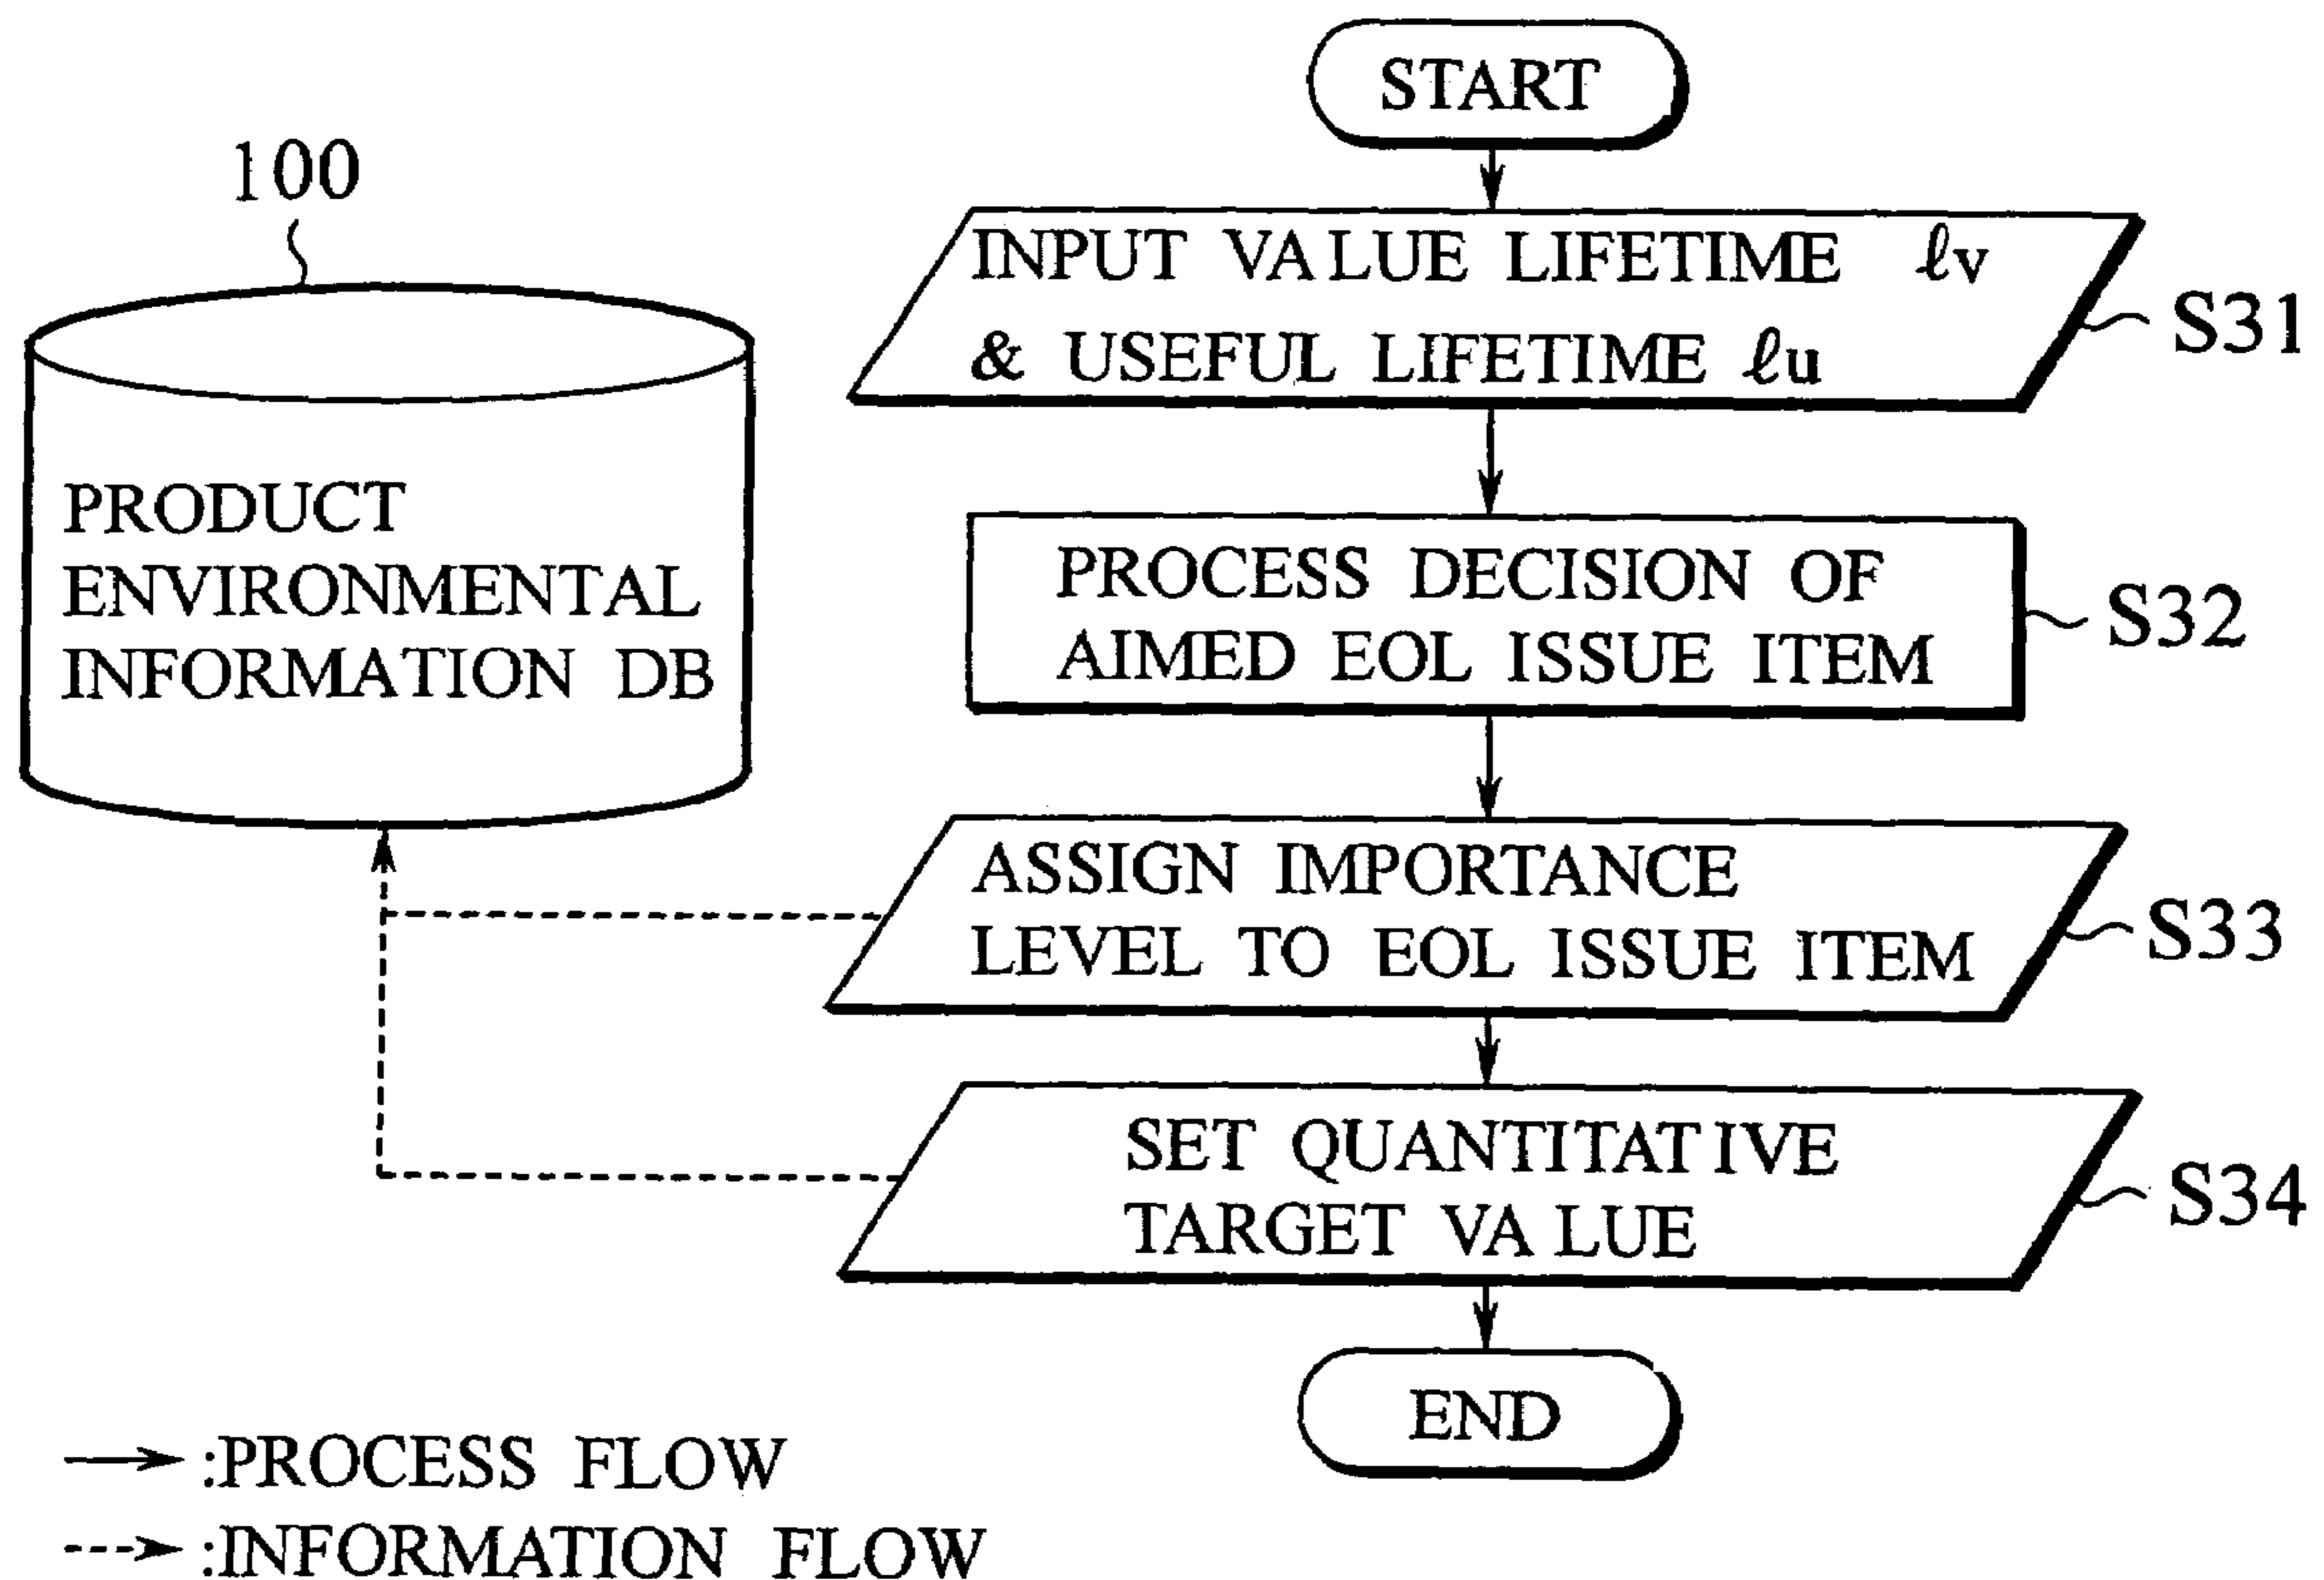 START
100
INPUT VALUE LIFETIME ℓv
& USEFUL LIFETIME ℓu
S31
PRODUCT
ENVIRONMENTAL
INFORMATION DB
PROCESS DECISION OF
AIMED EOL ISSUE ITEM
S32
ASSIGN IMPORTANCE
LEVEL TO EOL ISSUE ITEM
S33
SET QUANTITATIVE
TARGET VALUE
S34
END
:PROCESS FLOW
:INFORMATION FLOW